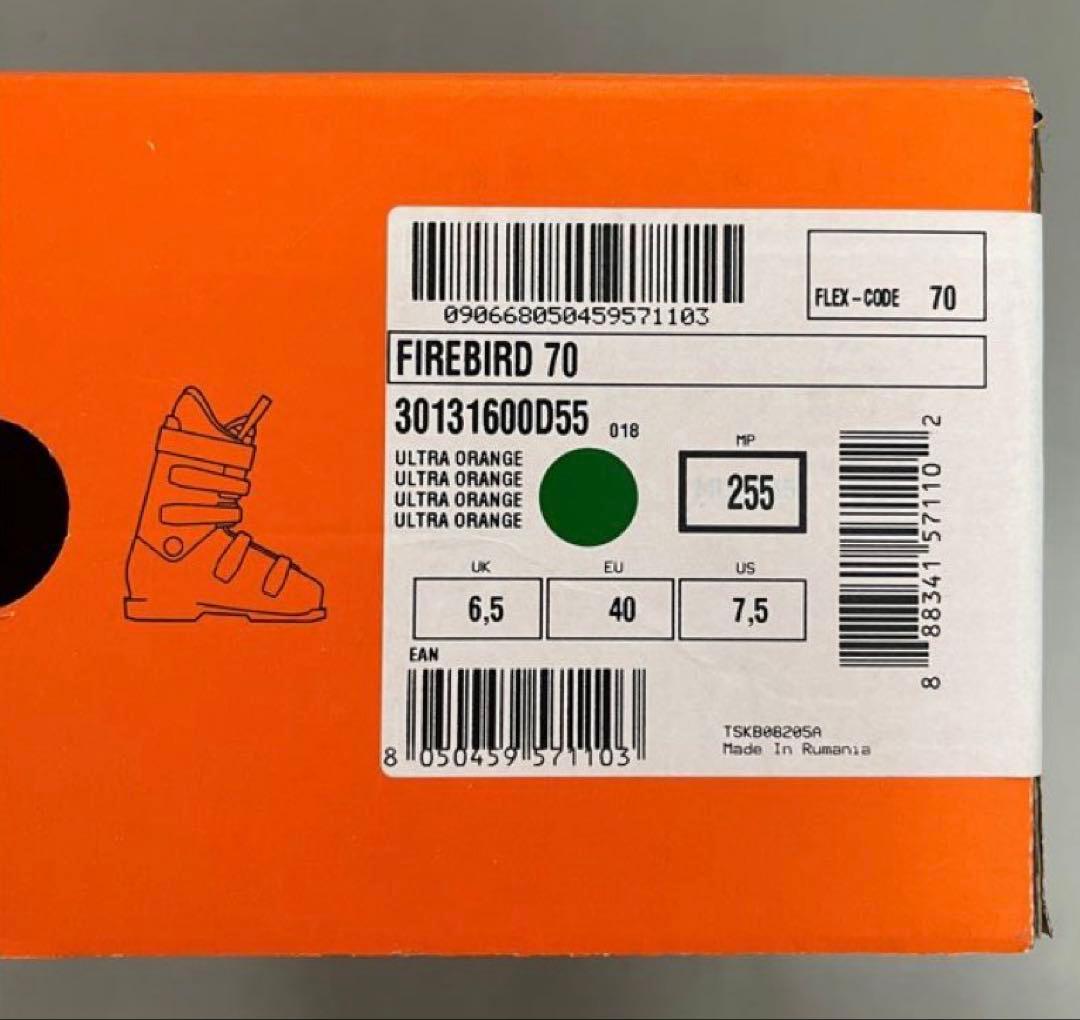 090668050459571103
FLEX-CODE 70
FIREBIRD 70
30131600D55 018
ULTRA ORANGE
ULTRA ORANGE
ULTRA ORANGE
ULTRA ORANGE
MP
255
UK EU US
6,5 40 7,5
EAN
8 050459 571103
8 88341 57110 2
TSKB08205A
Made In Rumania